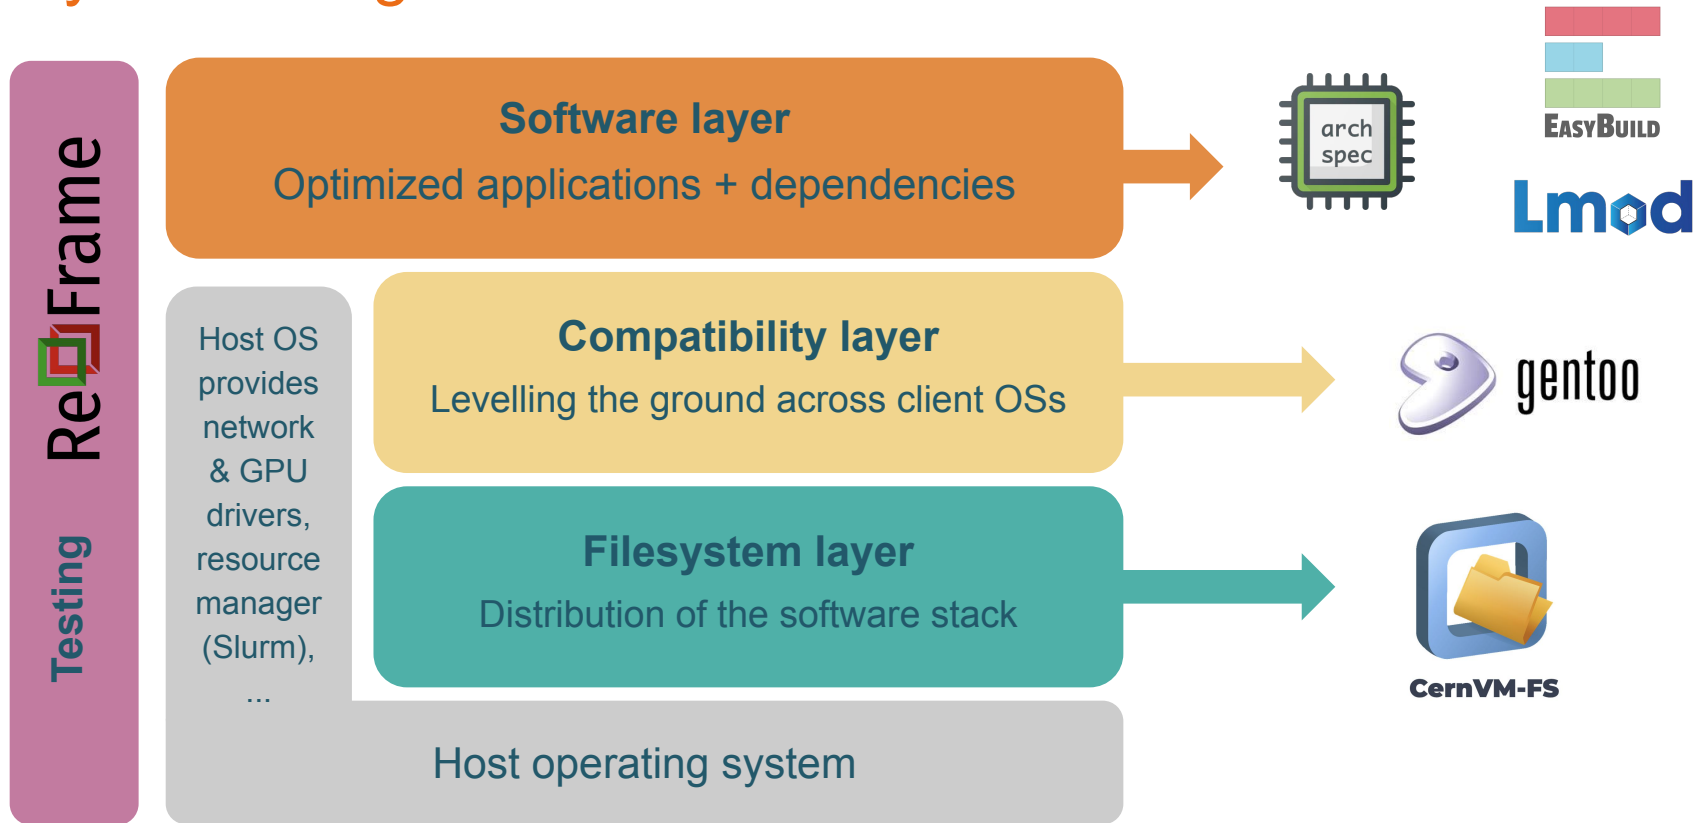 Testing ReFrame
Software layer
Optimized applications + dependencies
arch
spec
EASYBUILD
Lmod
Host OS
provides
network
& GPU
drivers,
resource
manager
(Slurm),
...
Compatibility layer
Levelling the ground across client OSs
gentoo
Filesystem layer
Distribution of the software stack
CernVM-FS
Host operating system